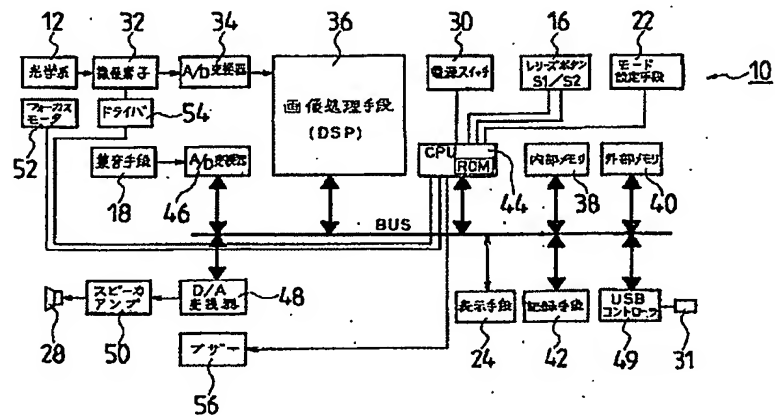 12
32
34
36
30
16
22
10
光学系
撮像素子
A/D変換器
画像処理手段
(DSP)
電源スイッチ
レリーズボタン
S1/S2
モード
設定手段
フォーカス
モータ
ドライバ
52
54
集音手段
A/D変換器
18
46
CPU
ROM
44
内部メモリ
38
外部メモリ
40
BUS
スピーカ
アンプ
D/A
変換器
48
28
50
表示手段
24
記録手段
42
USB
コントローラ
49
31
ブザー
56